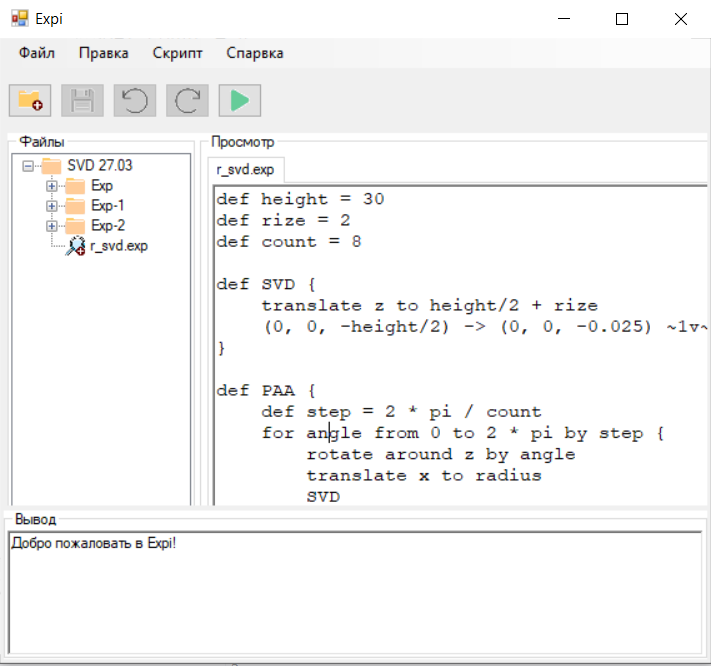 Expi
Файл Правка Скрипт Спарвка
Файлы
SVD 27.03
Exp
Exp-1
Exp-2
r_svd.exp
Просмотр
r_svd.exp
def height = 30
def rize = 2
def count = 8
def SVD {
translate z to height/2 + rize
(0, 0, -height/2) -> (0, 0, -0.025) ~1v~
}
def PAA {
def step = 2 * pi / count
for angle from 0 to 2 * pi by step {
rotate around z by angle
translate x to radius
SVD
Вывод
Добро пожаловать в Expi!